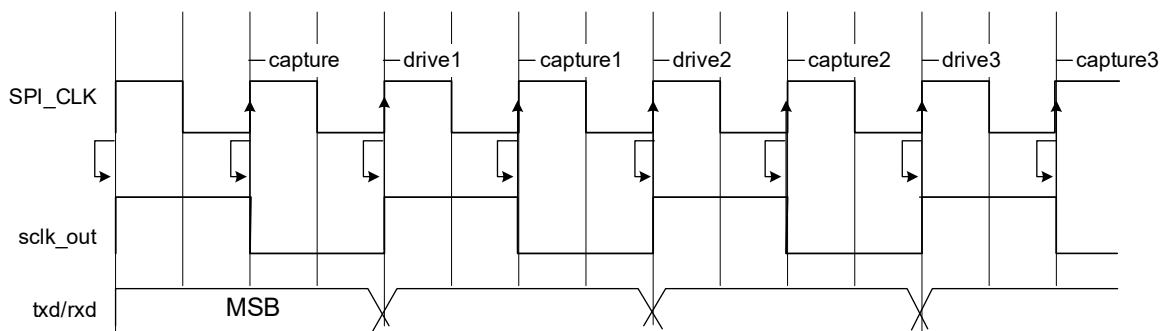 capture drive1 capture1 drive2 capture2 drive3 capture3
SPI_CLK
sclk_out
txd/rxd MSB